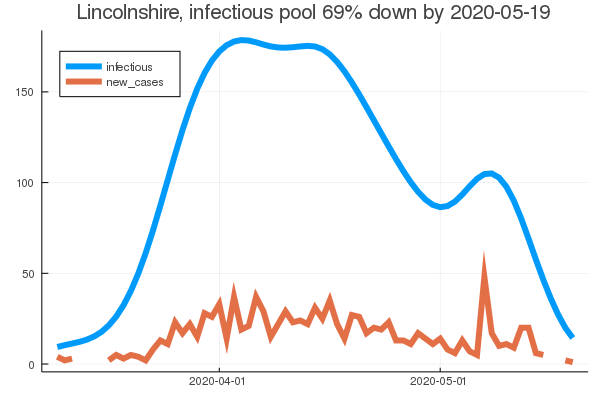 Lincolnshire, infectious pool 69% down by 2020-05-19
infectious
new_cases
150
100
50
0
2020-04-01
2020-05-01